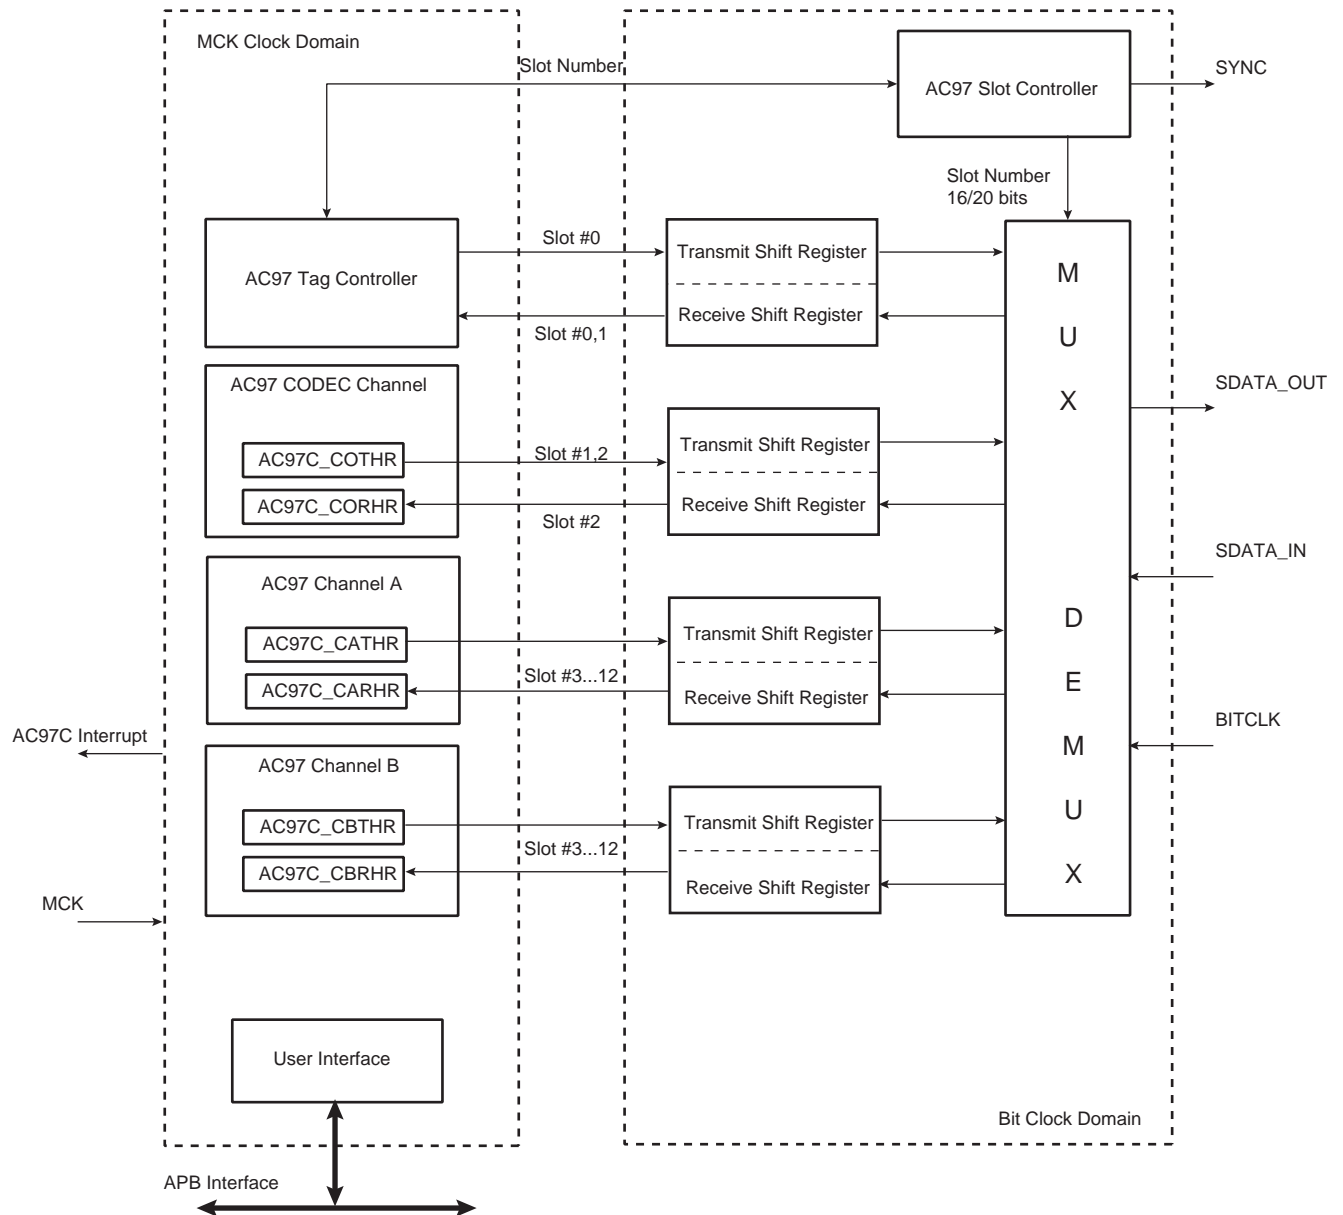 MCK Clock Domain
Slot Number
AC97 Slot Controller
SYNC
Slot Number
16/20 bits
AC97 Tag Controller
Slot #0
Slot #0,1
Transmit Shift Register
Receive Shift Register
M
U
X
D
E
M
U
X
AC97 CODEC Channel
AC97C_COTHR
AC97C_CORHR
Slot #1,2
Slot #2
Transmit Shift Register
Receive Shift Register
SDATA_OUT
SDATA_IN
AC97 Channel A
AC97C_CATHR
AC97C_CARHR
Slot #3...12
Transmit Shift Register
Receive Shift Register
BITCLK
AC97C Interrupt
AC97 Channel B
AC97C_CBTHR
AC97C_CBRHR
Slot #3...12
Transmit Shift Register
Receive Shift Register
MCK
User Interface
Bit Clock Domain
APB Interface